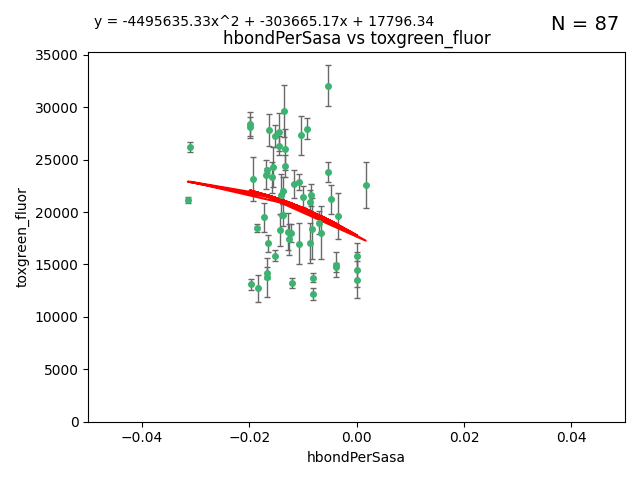 y = -4495635.33x^2 + -303665.17x + 17796.34
N = 87
hbondPerSasa vs toxgreen_fluor
35000
30000
25000
20000
15000
10000
5000
0
toxgreen_fluor
−0.04
−0.02
0.00
0.02
0.04
hbondPerSasa